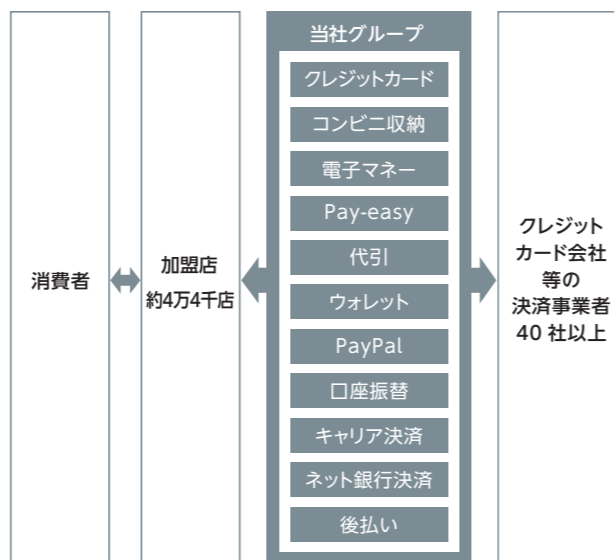 消費者
加盟店
約4万4千店
当社グループ
クレジットカード
コンビニ収納
電子マネー
Pay-easy
代引
ウォレット
PayPal
口座振替
キャリア決済
ネット銀行決済
後払い
クレジット
カード会社
等の
決済事業者
40 社以上